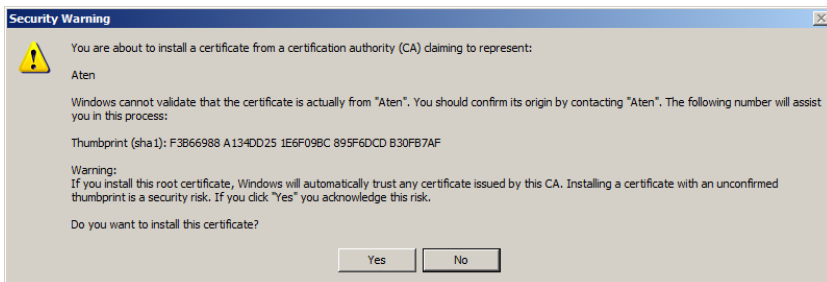 Security Warning
You are about to install a certificate from a certification authority (CA) claiming to represent:
Aten
Windows cannot validate that the certificate is actually from "Aten". You should confirm its origin by contacting "Aten". The following number will assist
you in this process:
Thumbprint (sha1): F3B66988 A134DD25 1E6F09BC 895F6DCD B30FB7AF
Warning:
If you install this root certificate, Windows will automatically trust any certificate issued by this CA. Installing a certificate with an unconfirmed
thumbprint is a security risk. If you click "Yes" you acknowledge this risk.
Do you want to install this certificate?
Yes No